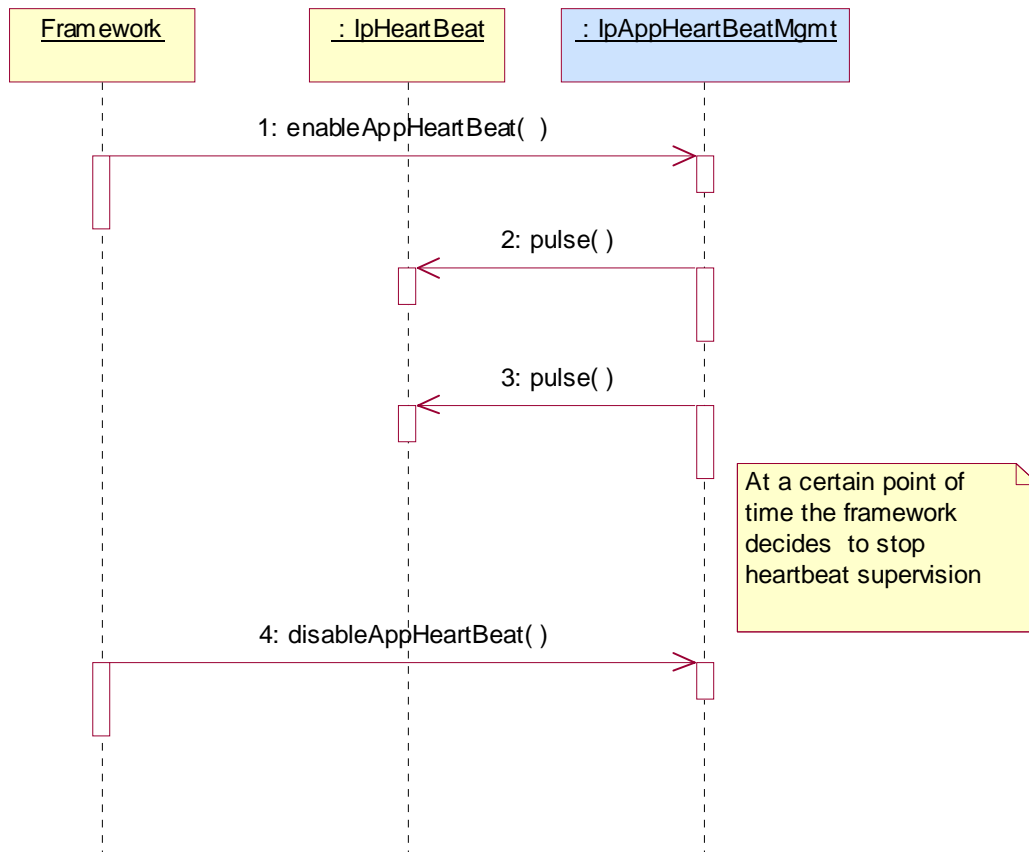 Framework
: IpHeartBeat
: IpAppHeartBeatMgmt
1: enableAppHeartBeat( )
2: pulse( )
3: pulse( )
At a certain point of
time the framework
decides to stop
heartbeat supervision
4: disableAppHeartBeat( )